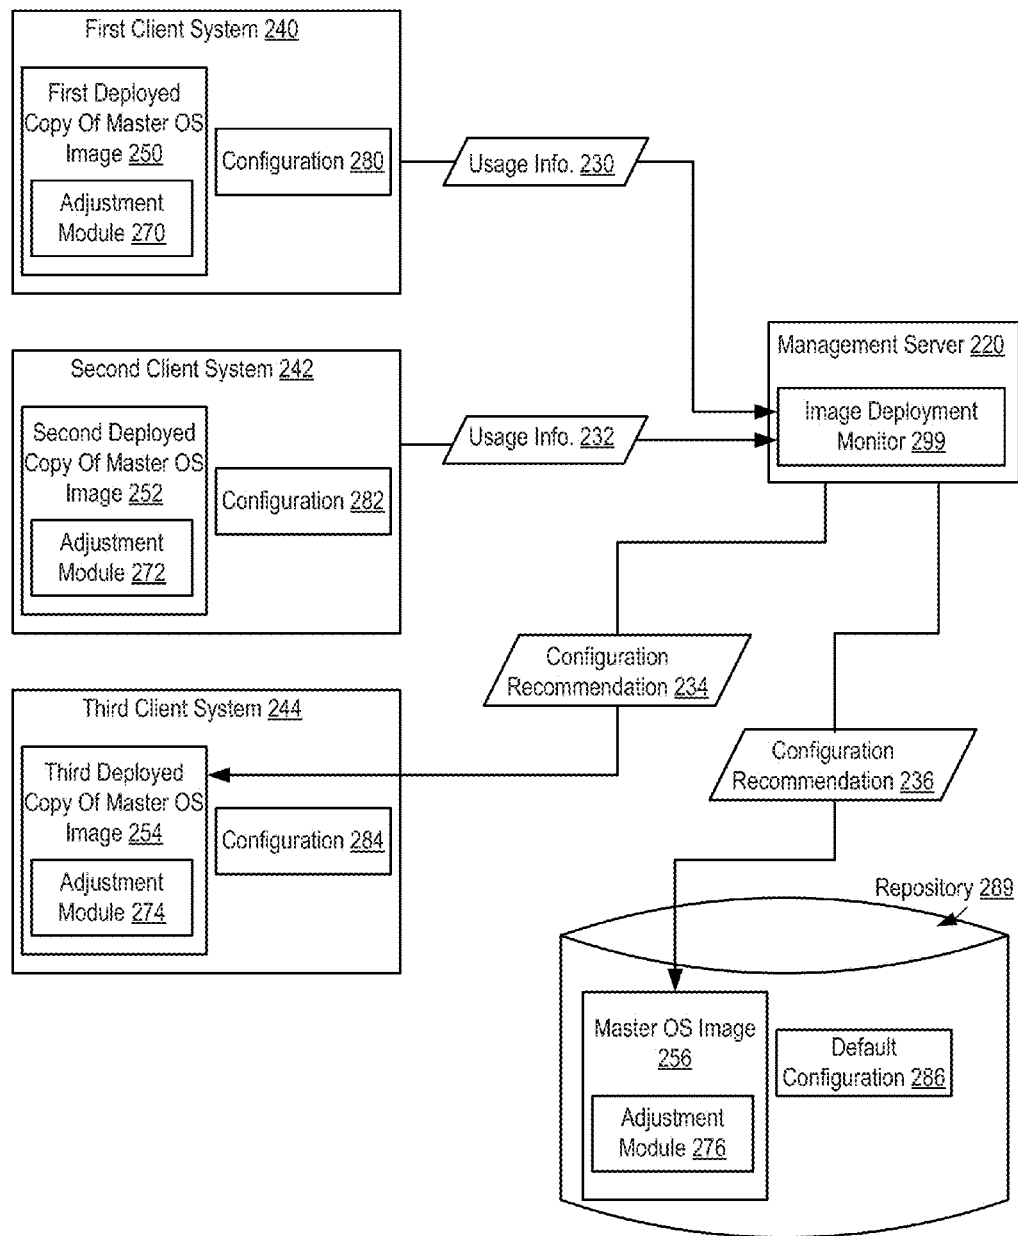 First Client System 240
First Deployed
Copy Of Master OS
Image 250
Adjustment
Module 270
Configuration 280
Usage Info. 230
Second Client System 242
Second Deployed
Copy Of Master OS
Image 252
Adjustment
Module 272
Configuration 282
Usage Info. 232
Management Server 220
Image Deployment
Monitor 299
Configuration
Recommendation 234
Configuration
Recommendation 236
Third Client System 244
Third Deployed
Copy Of Master OS
Image 254
Adjustment
Module 274
Configuration 284
Repository 289
Master OS Image
256
Adjustment
Module 276
Default
Configuration 286